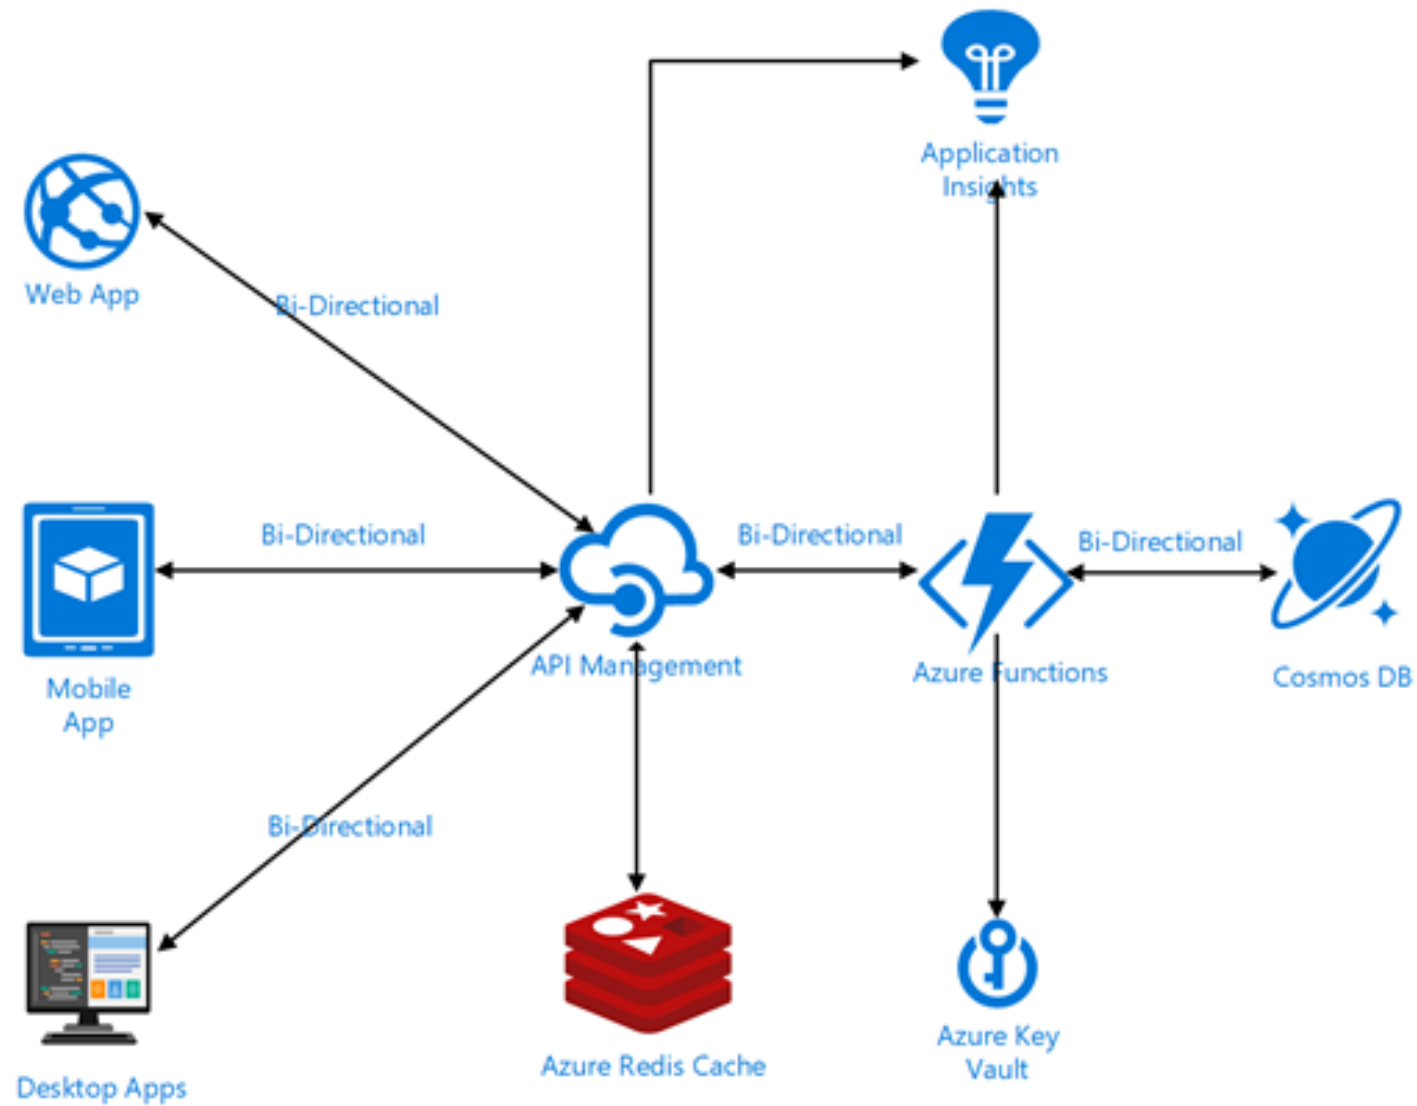 Application
Insights
Web App
Bi-Directional
Bi-Directional
Bi-Directional
Bi-Directional
API Management
Azure Functions
Cosmos DB
Mobile
App
Bi-Directional
Azure Redis Cache
Azure Key
Vault
Desktop Apps